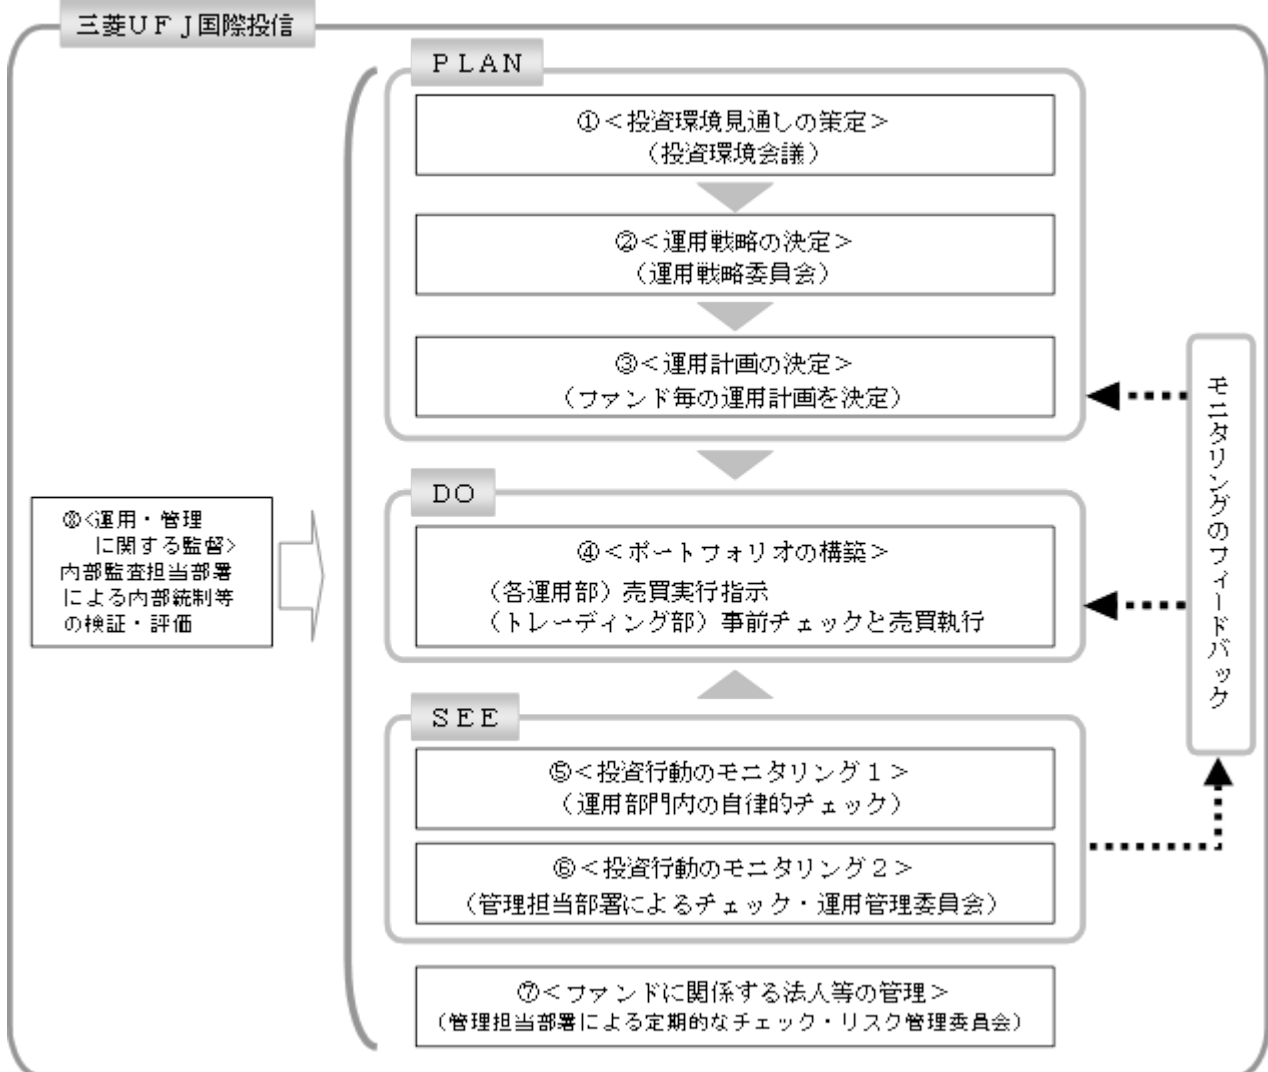 三菱ＵＦＪ国際投信
ＰＬＡＮ
①＜投資環境見通しの策定＞
（投資環境会議）
②＜運用戦略の決定＞
（運用戦略委員会）
③＜運用計画の決定＞
（ファンド毎の運用計画を決定）
ＤＯ
④＜ポートフォリオの構築＞
（各運用部）売買実行指示
（トレーディング部）事前チェックと売買執行
ＳＥＥ
⑤＜投資行動のモニタリング１＞
（運用部門内の自律的チェック）
⑥＜投資行動のモニタリング２＞
（管理担当部署によるチェック・運用管理委員会）
⑦＜ファンドに関係する法人等の管理＞
（管理担当部署による定期的なチェック・リスク管理委員会）
⑧＜運用・管理
に関する監督＞
内部監査担当部署
による内部統制等
の検証・評価
モニタリングのフィードバック